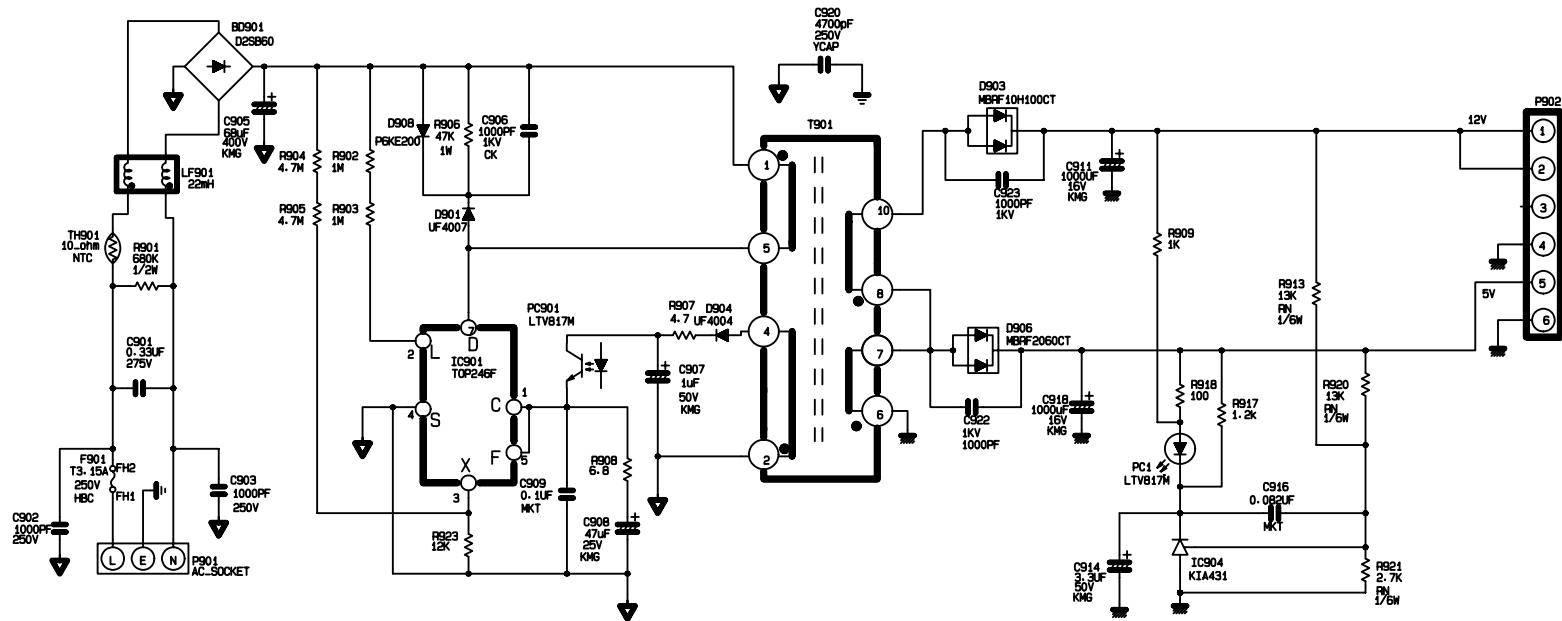 BD901
D2SB60
C905
68uF
400V
KMG
LF901
22mH
TH901
10_ohm
NTC
R901
680K
1/2W
C901
0.33UF
275V
F901
T3.15A
250V
HBC
FH2
FH1
C902
1000PF
250V
C903
1000PF
250V
L
E
N
P901
AC_SOCKET
R904
4.7M
R902
1M
R905
4.7M
R903
1M
D908
P6KE200
R906
47K
1W
C906
1000PF
1KV
CK
D901
UF4007
7
D
2
L
IC901
TOP246F
4
S
1
C
F
5
X
3
R923
12K
PC901
LTV817M
C909
0.1UF
MKT
R908
6.8
C908
47uF
25V
KMG
R907
4.7
D904
UF4004
C907
1uF
50V
KMG
C920
4700pF
250V
YCAP
T901
1
5
4
2
10
8
7
6
D903
MBRF10H100CT
C923
1000PF
1KV
C911
1000UF
16V
KMG
D906
MBRF2060CT
C922
1KV
1000PF
C918
1000uF
16V
KMG
R909
1K
R918
100
R917
1.2k
PC1
LTV817M
C916
0.082UF
MKT
C914
3.3UF
50V
KMG
IC904
KIA431
R913
13K
RN
1/6W
R920
13K
RN
1/6W
R921
2.7K
RN
1/6W
12V
5V
P902
1
2
3
4
5
6